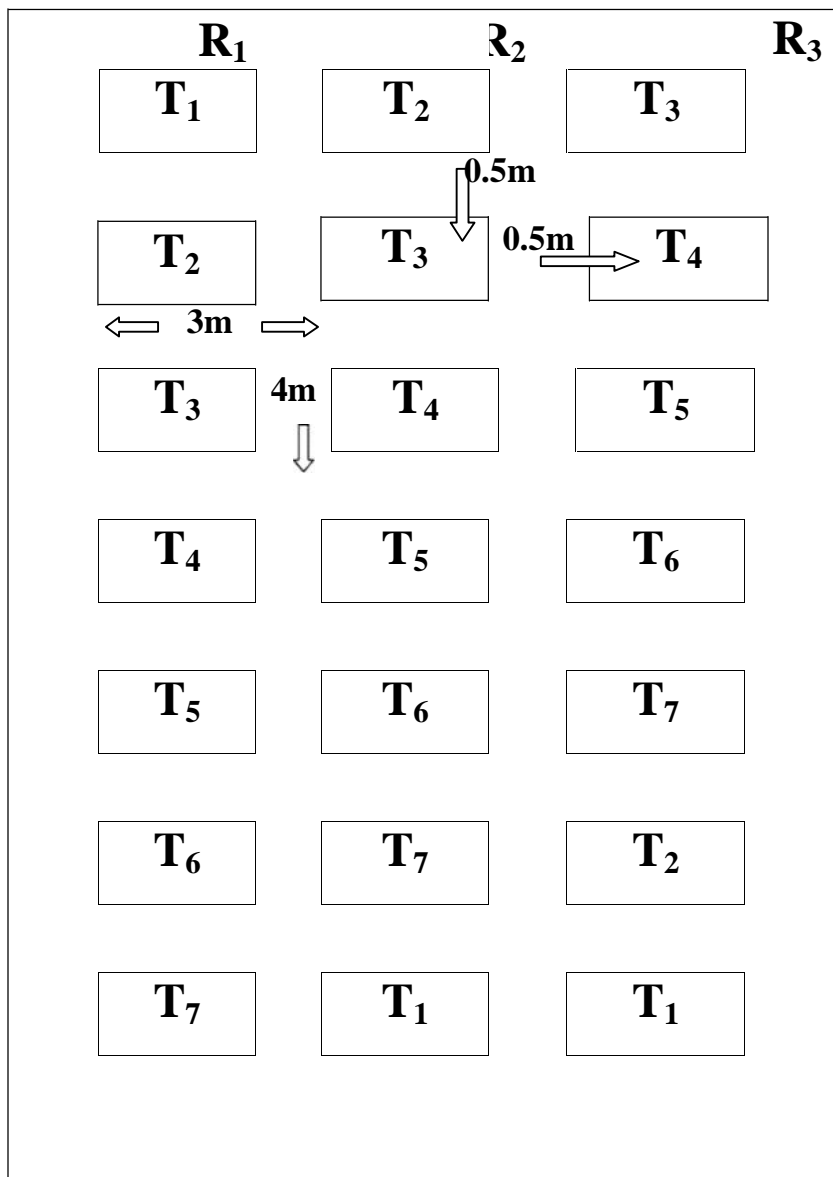 R₁ R₂ R₃
T₁ T₂ T₃
0.5m
T₂ T₃ 0.5m T₄
3m
T₃ 4m T₄ T₅
T₄ T₅ T₆
T₅ T₆ T₇
T₆ T₇ T₂
T₇ T₁ T₁